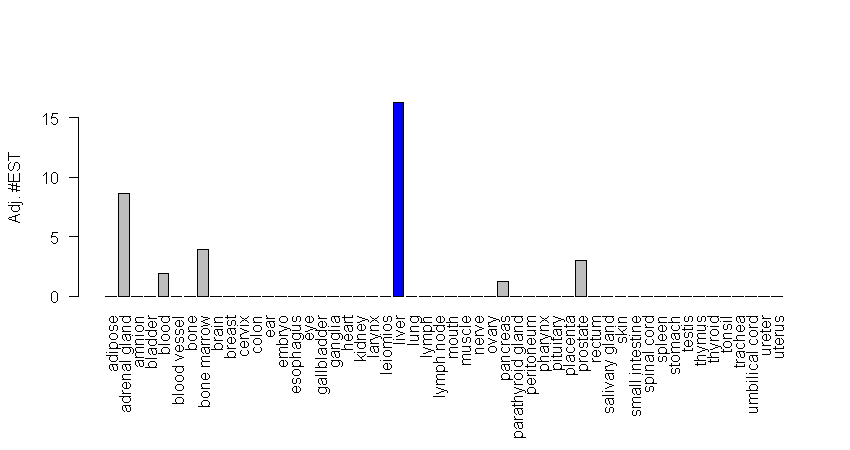 Adj. #EST
15
10
5
0
adipose
adrenal gland
amnion
bladder
blood
blood vessel
bone
bone marrow
brain
breast
cervix
colon
ear
embryo
esophagus
eye
gallbladder
ganglia
heart
kidney
larynx
leiomios
liver
lung
lymph
lymph node
mouth
muscle
nerve
ovary
pancreas
parathyroid gland
peritoneum
pharynx
pituitary
placenta
prostate
rectum
salivary gland
skin
small intestine
spinal cord
spleen
stomach
testis
thymus
thyroid
tonsil
trachea
umbilical cord
ureter
uterus